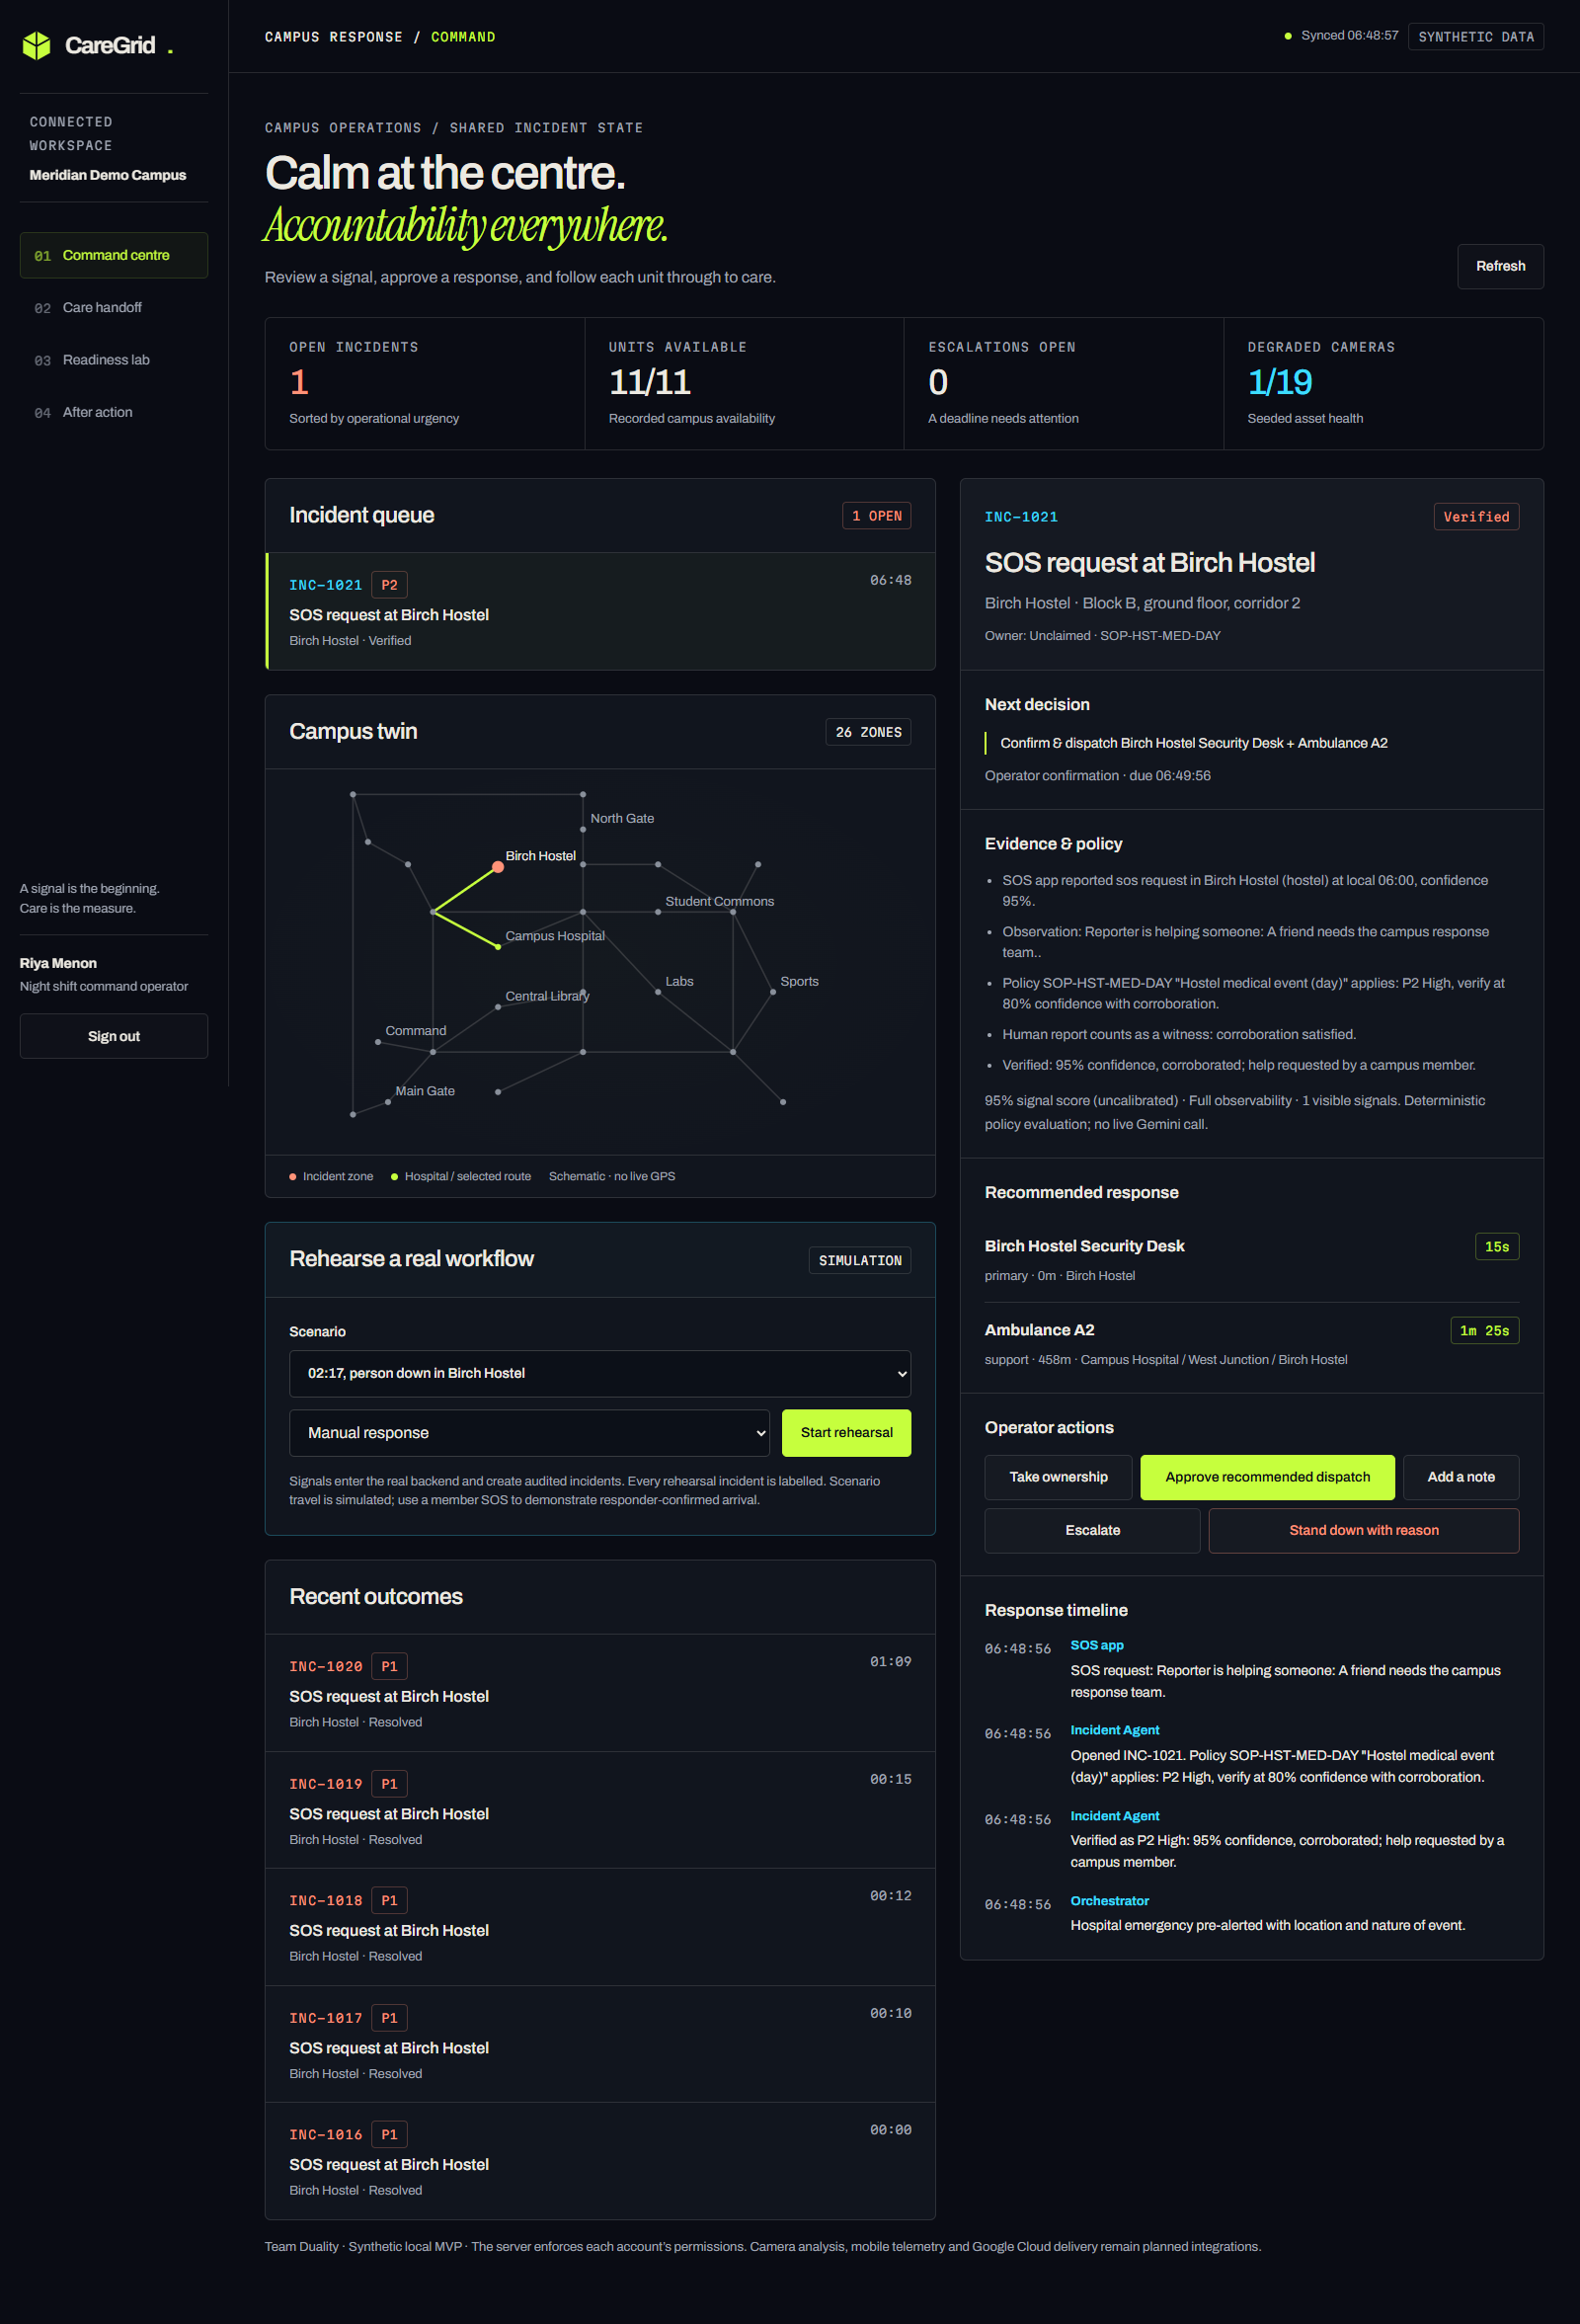 CareGrid .
CONNECTED
WORKSPACE
Meridian Demo Campus
01 Command centre
02 Care handoff
03 Readiness lab
04 After action
A signal is the beginning.
Care is the measure.
Riya Menon
Night shift command operator
Sign out
CAMPUS RESPONSE / COMMAND
Synced 06:48:57
SYNTHETIC DATA
CAMPUS OPERATIONS / SHARED INCIDENT STATE
Calm at the centre.
Accountability everywhere.
Review a signal, approve a response, and follow each unit through to care.
Refresh
OPEN INCIDENTS
1
Sorted by operational urgency
UNITS AVAILABLE
11/11
Recorded campus availability
ESCALATIONS OPEN
0
A deadline needs attention
DEGRADED CAMERAS
1/19
Seeded asset health
Incident queue
1 OPEN
INC-1021 P2
06:48
SOS request at Birch Hostel
Birch Hostel · Verified
Campus twin
26 ZONES
North Gate
Birch Hostel
Student Commons
Campus Hospital
Labs
Sports
Central Library
Command
Main Gate
Incident zone
Hospital / selected route
Schematic · no live GPS
Rehearse a real workflow
SIMULATION
Scenario
02:17, person down in Birch Hostel
Manual response
Start rehearsal
Signals enter the real backend and create audited incidents. Every rehearsal incident is labelled. Scenario
travel is simulated; use a member SOS to demonstrate responder-confirmed arrival.
Recent outcomes
INC-1020 P1
01:09
SOS request at Birch Hostel
Birch Hostel · Resolved
INC-1019 P1
00:15
SOS request at Birch Hostel
Birch Hostel · Resolved
INC-1018 P1
00:12
SOS request at Birch Hostel
Birch Hostel · Resolved
INC-1017 P1
00:10
SOS request at Birch Hostel
Birch Hostel · Resolved
INC-1016 P1
00:00
SOS request at Birch Hostel
Birch Hostel · Resolved
INC-1021
Verified
SOS request at Birch Hostel
Birch Hostel · Block B, ground floor, corridor 2
Owner: Unclaimed · SOP-HST-MED-DAY
Next decision
Confirm & dispatch Birch Hostel Security Desk + Ambulance A2
Operator confirmation · due 06:49:56
Evidence & policy
• SOS app reported sos request in Birch Hostel (hostel) at local 06:00, confidence
95%.
• Observation: Reporter is helping someone: A friend needs the campus response
team..
• Policy SOP-HST-MED-DAY "Hostel medical event (day)" applies: P2 High, verify at
80% confidence with corroboration.
• Human report counts as a witness: corroboration satisfied.
• Verified: 95% confidence, corroborated; help requested by a campus member.
95% signal score (uncalibrated) · Full observability · 1 visible signals. Deterministic
policy evaluation; no live Gemini call.
Recommended response
Birch Hostel Security Desk
15s
primary · 0m · Birch Hostel
Ambulance A2
1m 25s
support · 458m · Campus Hospital / West Junction / Birch Hostel
Operator actions
Take ownership
Approve recommended dispatch
Add a note
Escalate
Stand down with reason
Response timeline
06:48:56 SOS app
SOS request: Reporter is helping someone: A friend needs the campus
response team.
06:48:56 Incident Agent
Opened INC-1021. Policy SOP-HST-MED-DAY "Hostel medical event
(day)" applies: P2 High, verify at 80% confidence with corroboration.
06:48:56 Incident Agent
Verified as P2 High: 95% confidence, corroborated; help requested by a
campus member.
06:48:56 Orchestrator
Hospital emergency pre-alerted with location and nature of event.
Team Duality · Synthetic local MVP · The server enforces each account's permissions. Camera analysis, mobile telemetry and Google Cloud delivery remain planned integrations.